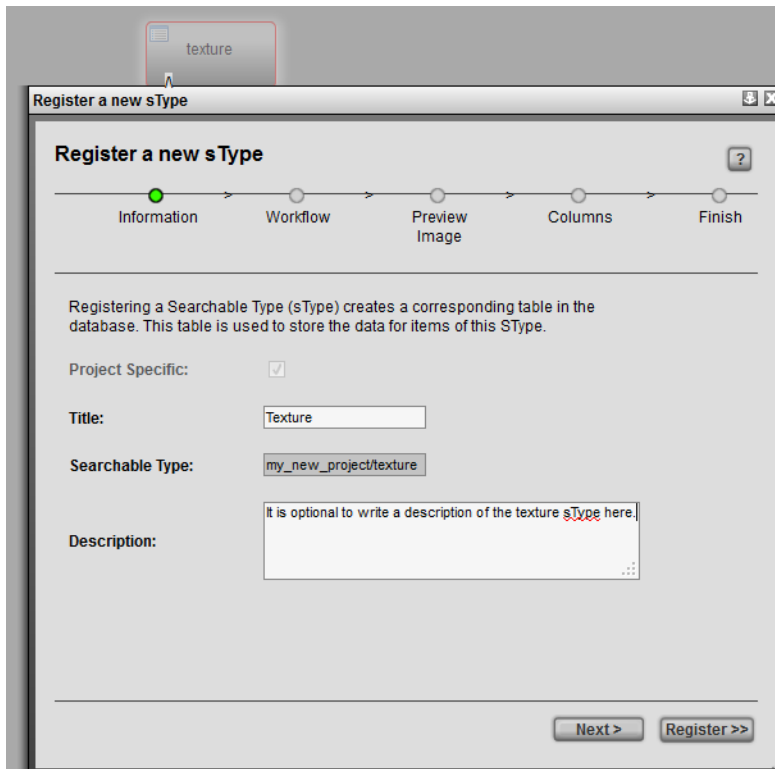 texture
Register a new sType
Register a new sType
?
Information > Workflow > Preview Image > Columns > Finish
Registering a Searchable Type (sType) creates a corresponding table in the
database. This table is used to store the data for items of this SType.
Project Specific:
Title: Texture
Searchable Type: my_new_project/texture
Description: It is optional to write a description of the texture sType here.
Next > Register >>